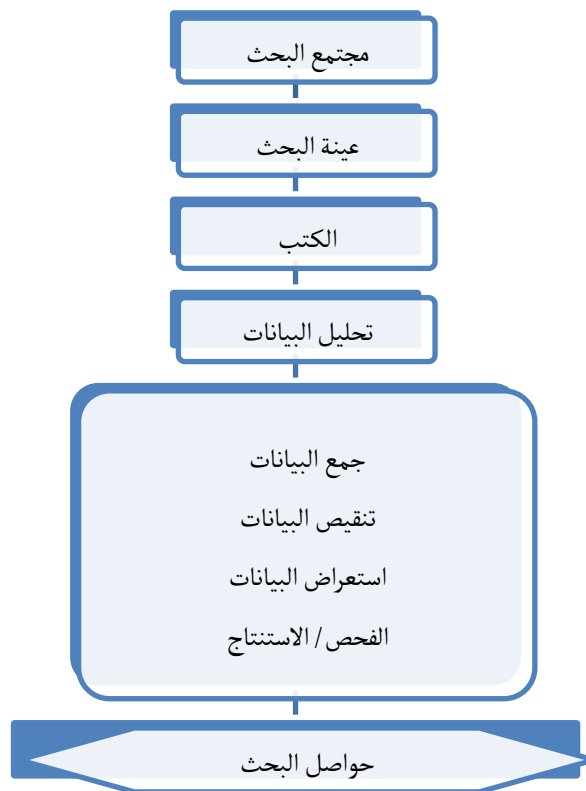 مجتمع البحث
عينة البحث
الكتب
تحليل البيانات
جمع البيانات
تنقيص البيانات
استعراض البيانات
الفحص/ الاستنتاج
حواصل البحث